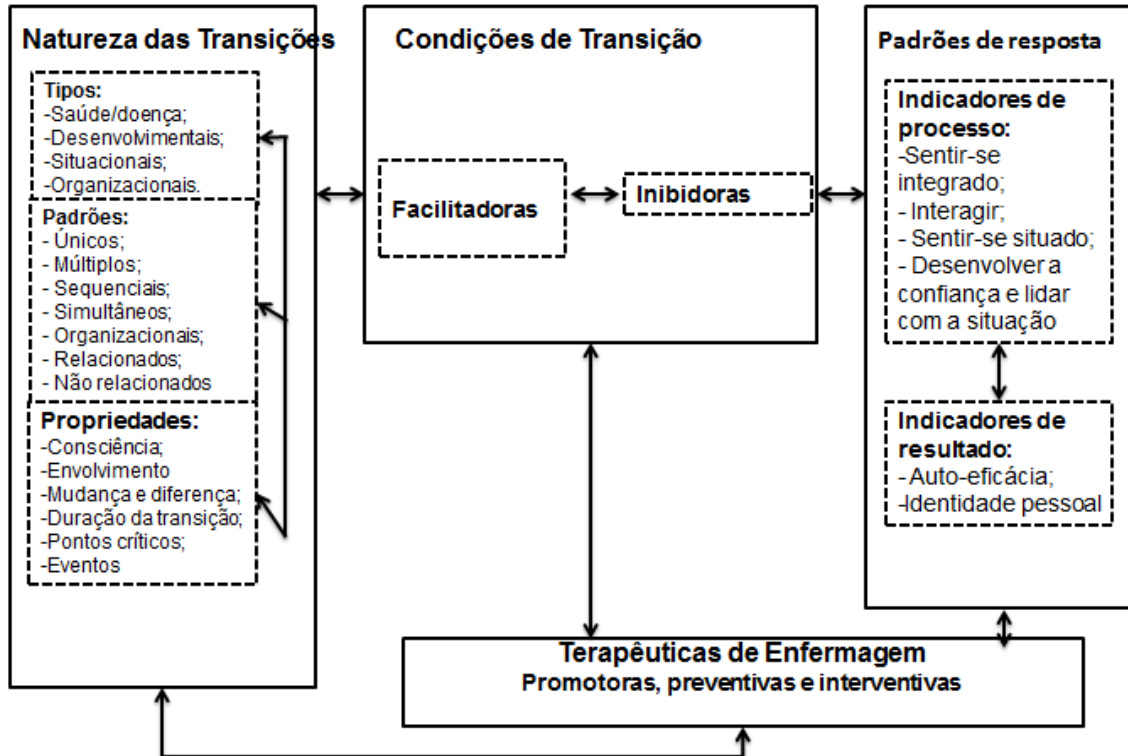 Natureza das Transições
Tipos:
-Saúde/doença;
-Desenvolvimentais;
-Situacionais;
-Organizacionais.
Padrões:
- Únicos;
- Múltiplos;
- Sequenciais;
- Simultâneos;
- Organizacionais;
- Relacionados;
- Não relacionados
Propriedades:
-Consciência;
-Envolvimento
-Mudança e diferença;
-Duração da transição;
-Pontos críticos;
-Eventos
Condições de Transição
Facilitadoras
Inibidoras
Padrões de resposta
Indicadores de
processo:
-Sentir-se
integrado;
- Interagir;
- Sentir-se situado;
- Desenvolver a
confiança e lidar
com a situação
Indicadores de
resultado:
- Auto-eficácia;
-Identidade pessoal
Terapêuticas de Enfermagem
Promotoras, preventivas e interventivas